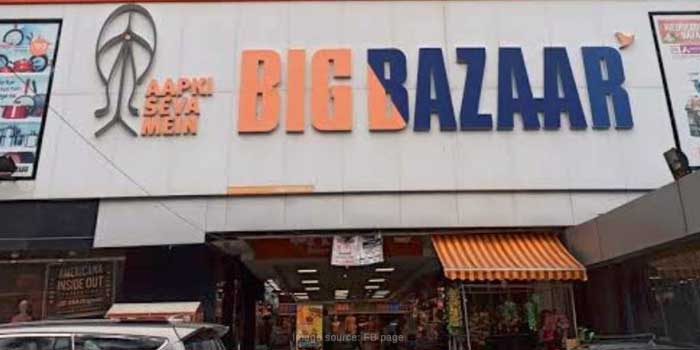 AAPKI
SEVA
MEIN
BIG BAZAAR
AMERICANA
INSIDE OUT
Image source: FB page